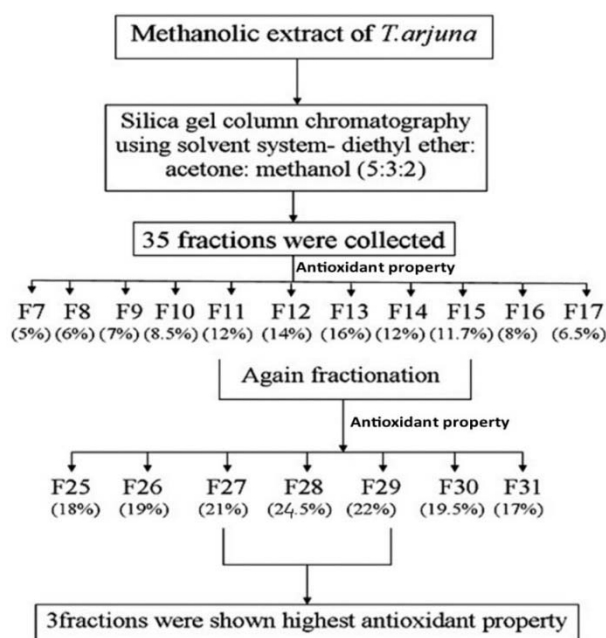 Methanolic extract of T.arjuna
Silica gel column chromatography
using solvent system- diethyl ether:
acetone: methanol (5:3:2)
35 fractions were collected
Antioxidant property
F7 F8 F9 F10 F11 F12 F13 F14 F15 F16 F17
(5%) (6%) (7%) (8.5%) (12%) (14%) (16%) (12%) (11.7%) (8%) (6.5%)
Again fractionation
Antioxidant property
F25 F26 F27 F28 F29 F30 F31
(18%) (19%) (21%) (24.5%) (22%) (19.5%) (17%)
3fractions were shown highest antioxidant property